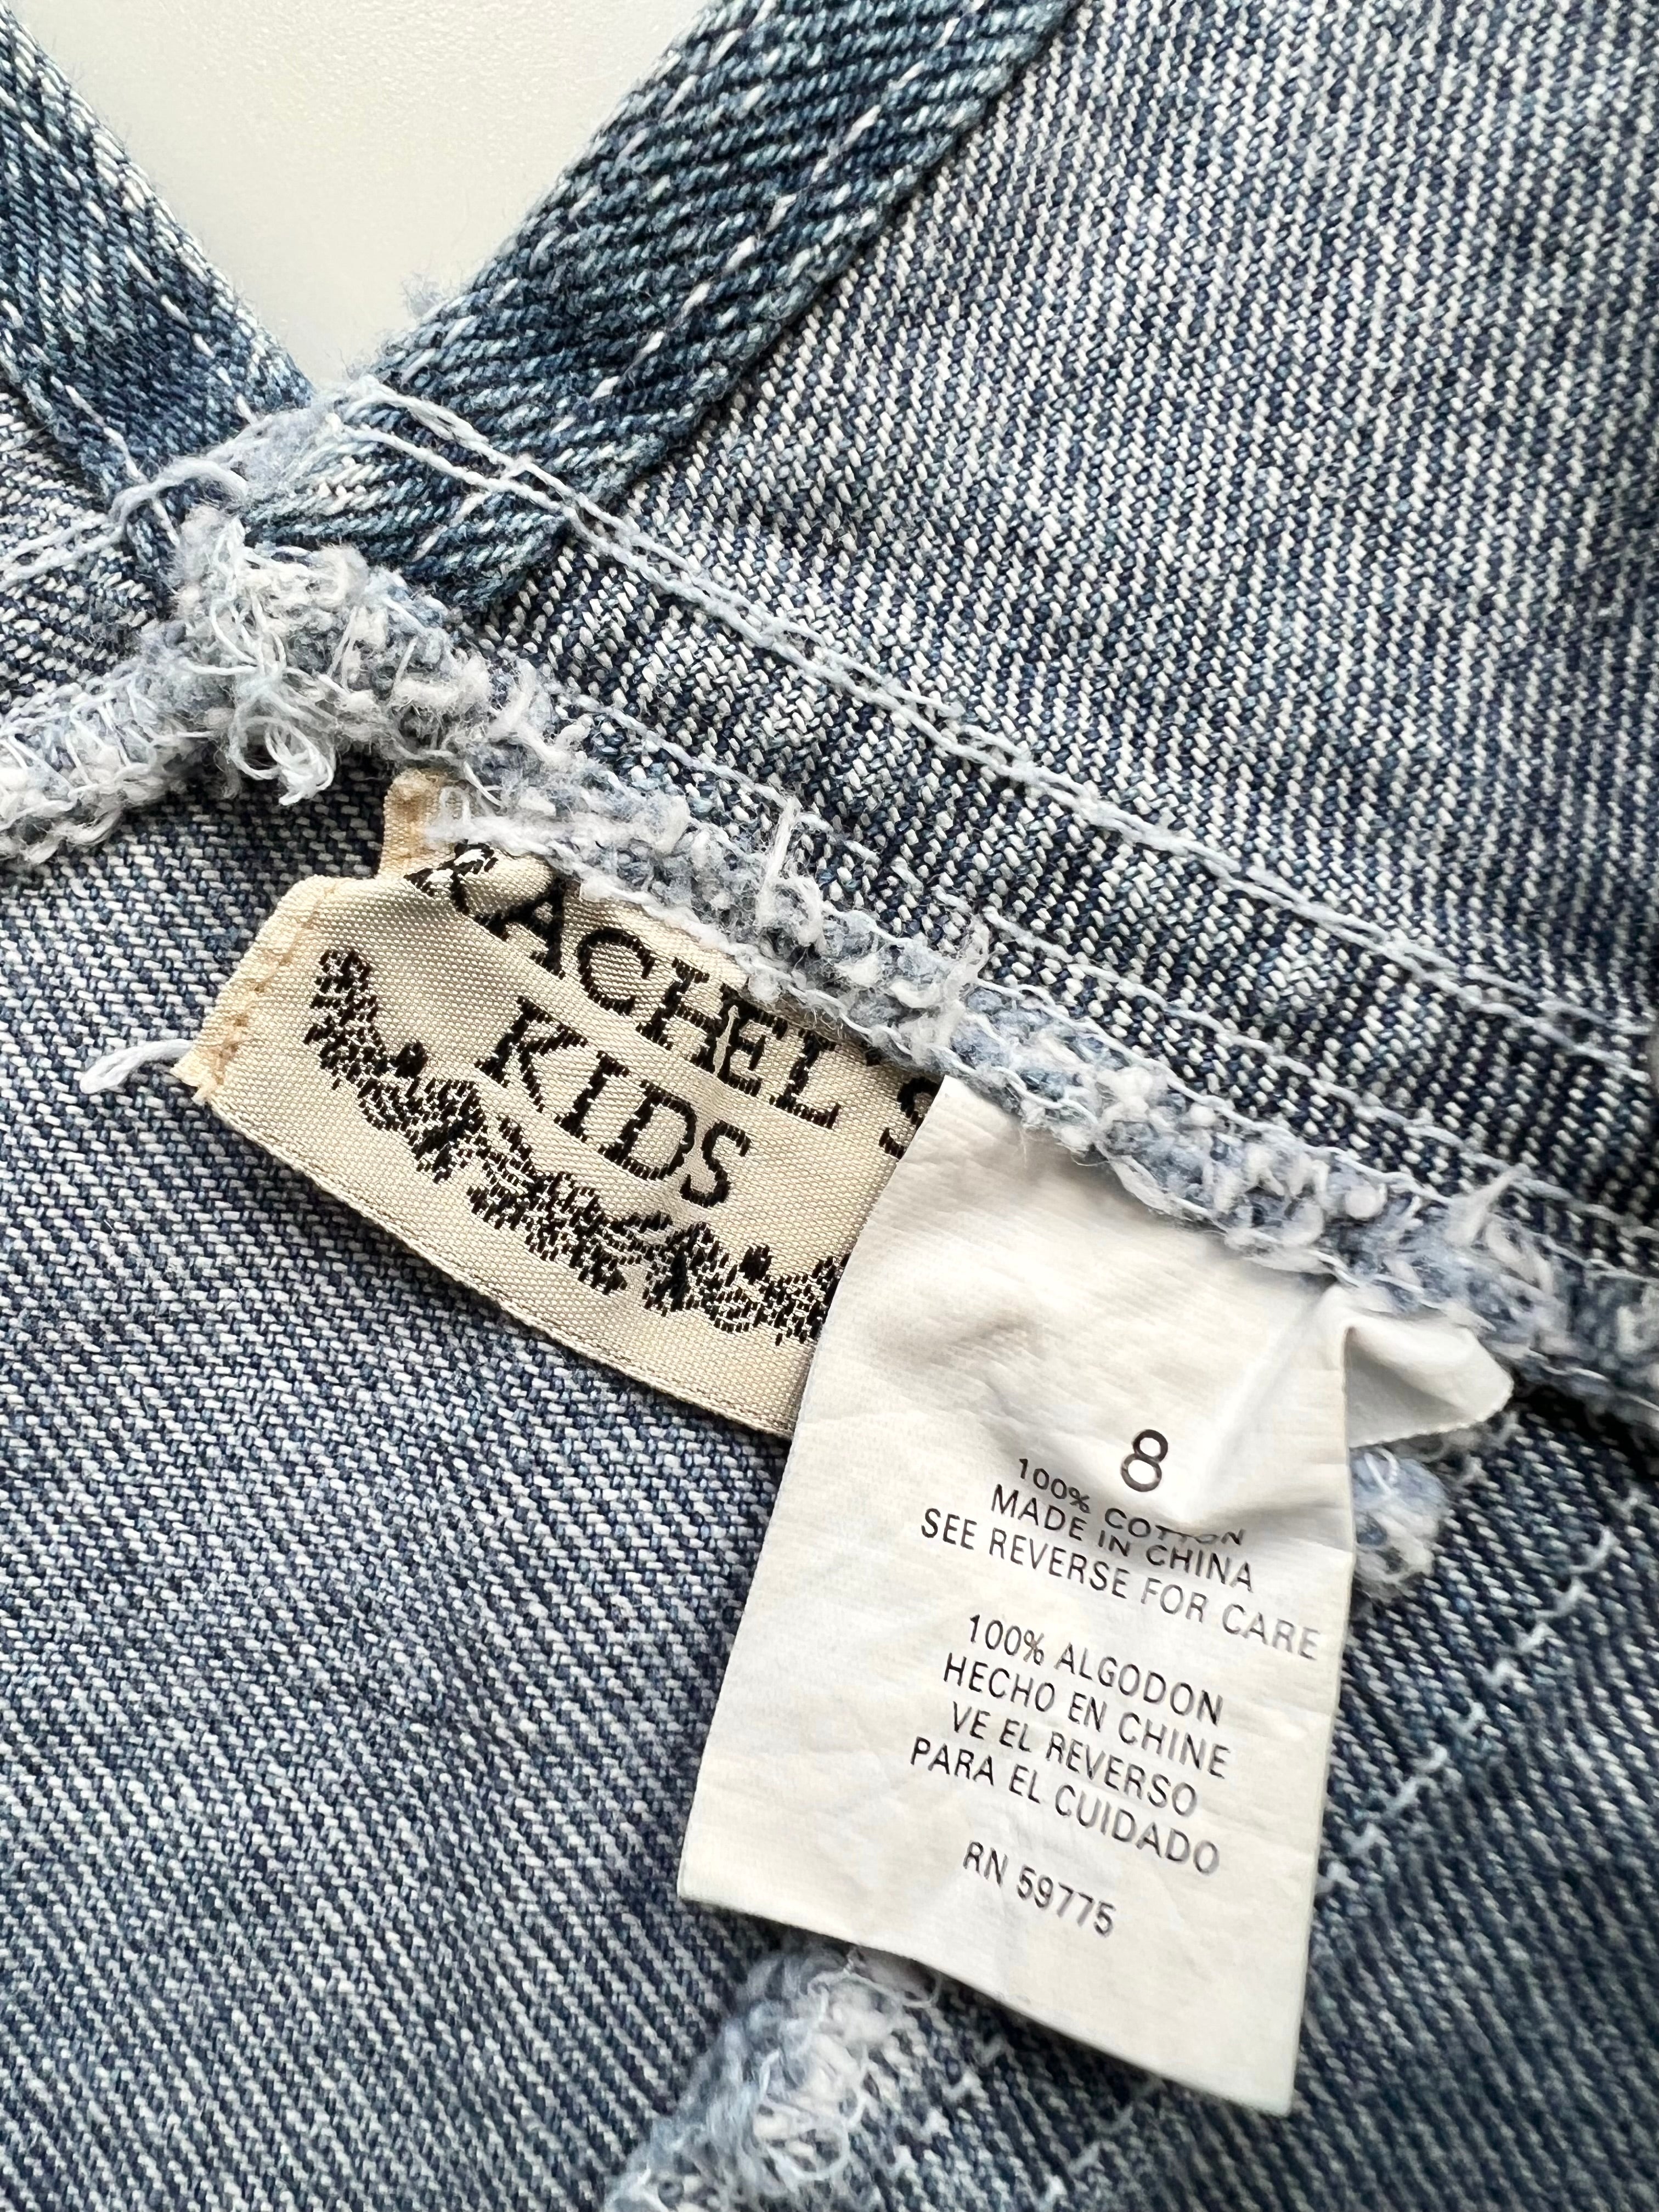 RACHEL'S
KIDS
8
100% COTTON
MADE IN CHINA
SEE REVERSE FOR CARE
100% ALGODON
HECHO EN CHINE
VE EL REVERSO
PARA EL CUIDADO
RN 59775